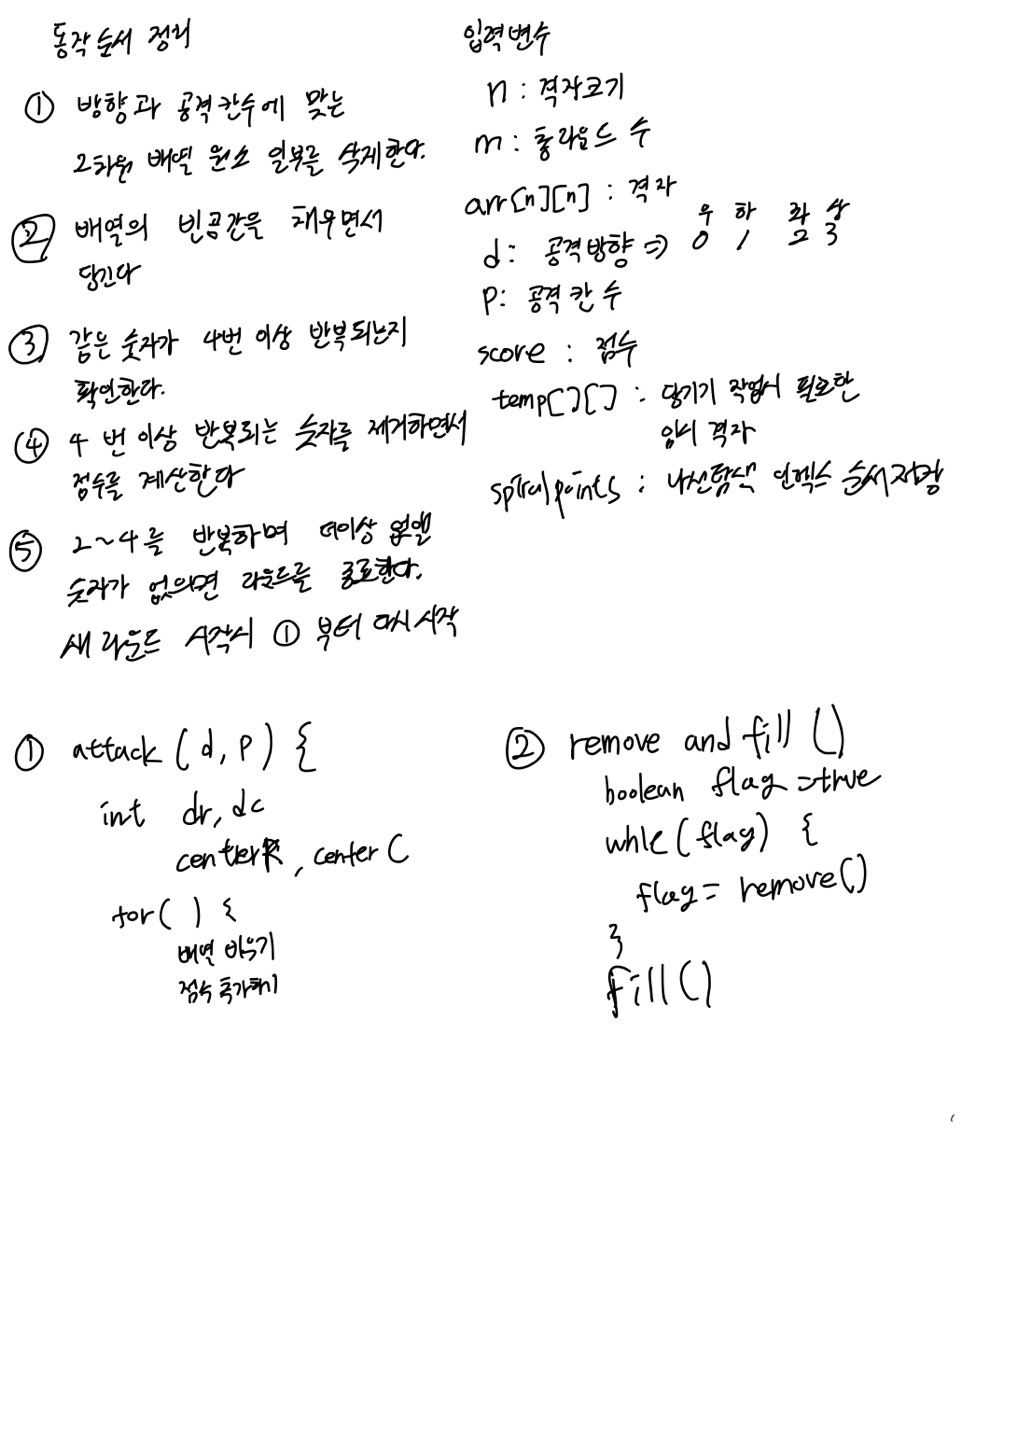 동작순서 정리
① 방향과 공격칸수에 맞는
2차원 배열 원소 일부를 삭제한다.
② 배열의 빈공간을 채우면서
당긴다
③ 같은 숫자가 4번 이상 반복되는지
확인한다.
④ 4번 이상 반복되는 숫자를 제거하면서
점수를 계산한다
⑤ 2~4를 반복하며 더이상 없앨
숫자가 없으면 라운드를 종료한다.
새 라운드 시작시 ① 부터 다시 시작
입력변수
n : 격자크기
m : 총 라운드 수
arr[n][n] : 격자
우 하 좌 상
d : 공격방향 ⇒ 0 1 2 3
p : 공격 칸 수
score : 점수
temp[][] : 당기기 작업시 필요한
임시 격자
spiralpoints : 나선탐색 인덱스 순서저장
① attack (d, p) {
int dr, dc
centerR, centerC
for( ) {
배열 비우기
점수 추가하기
② remove and fill ()
boolean flag = true
while (flag) {
flag = remove()
}
fill()